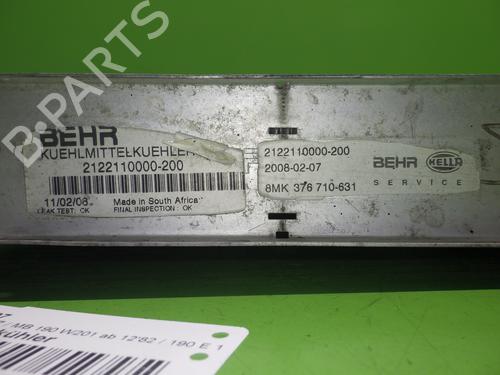 B-PARTS
BEHR
KUEHLMITTELKUEHLER
2122110000-200
11/02/08 Made in South Africa
LEAK TEST: OK FINAL INSPECTION: OK
2122110000-200
2008-02-07
8MK 376 710-631
BEHR HELLA
SERVICE
MB 190 W201 ab 12'82 / 190 E 1
kühler